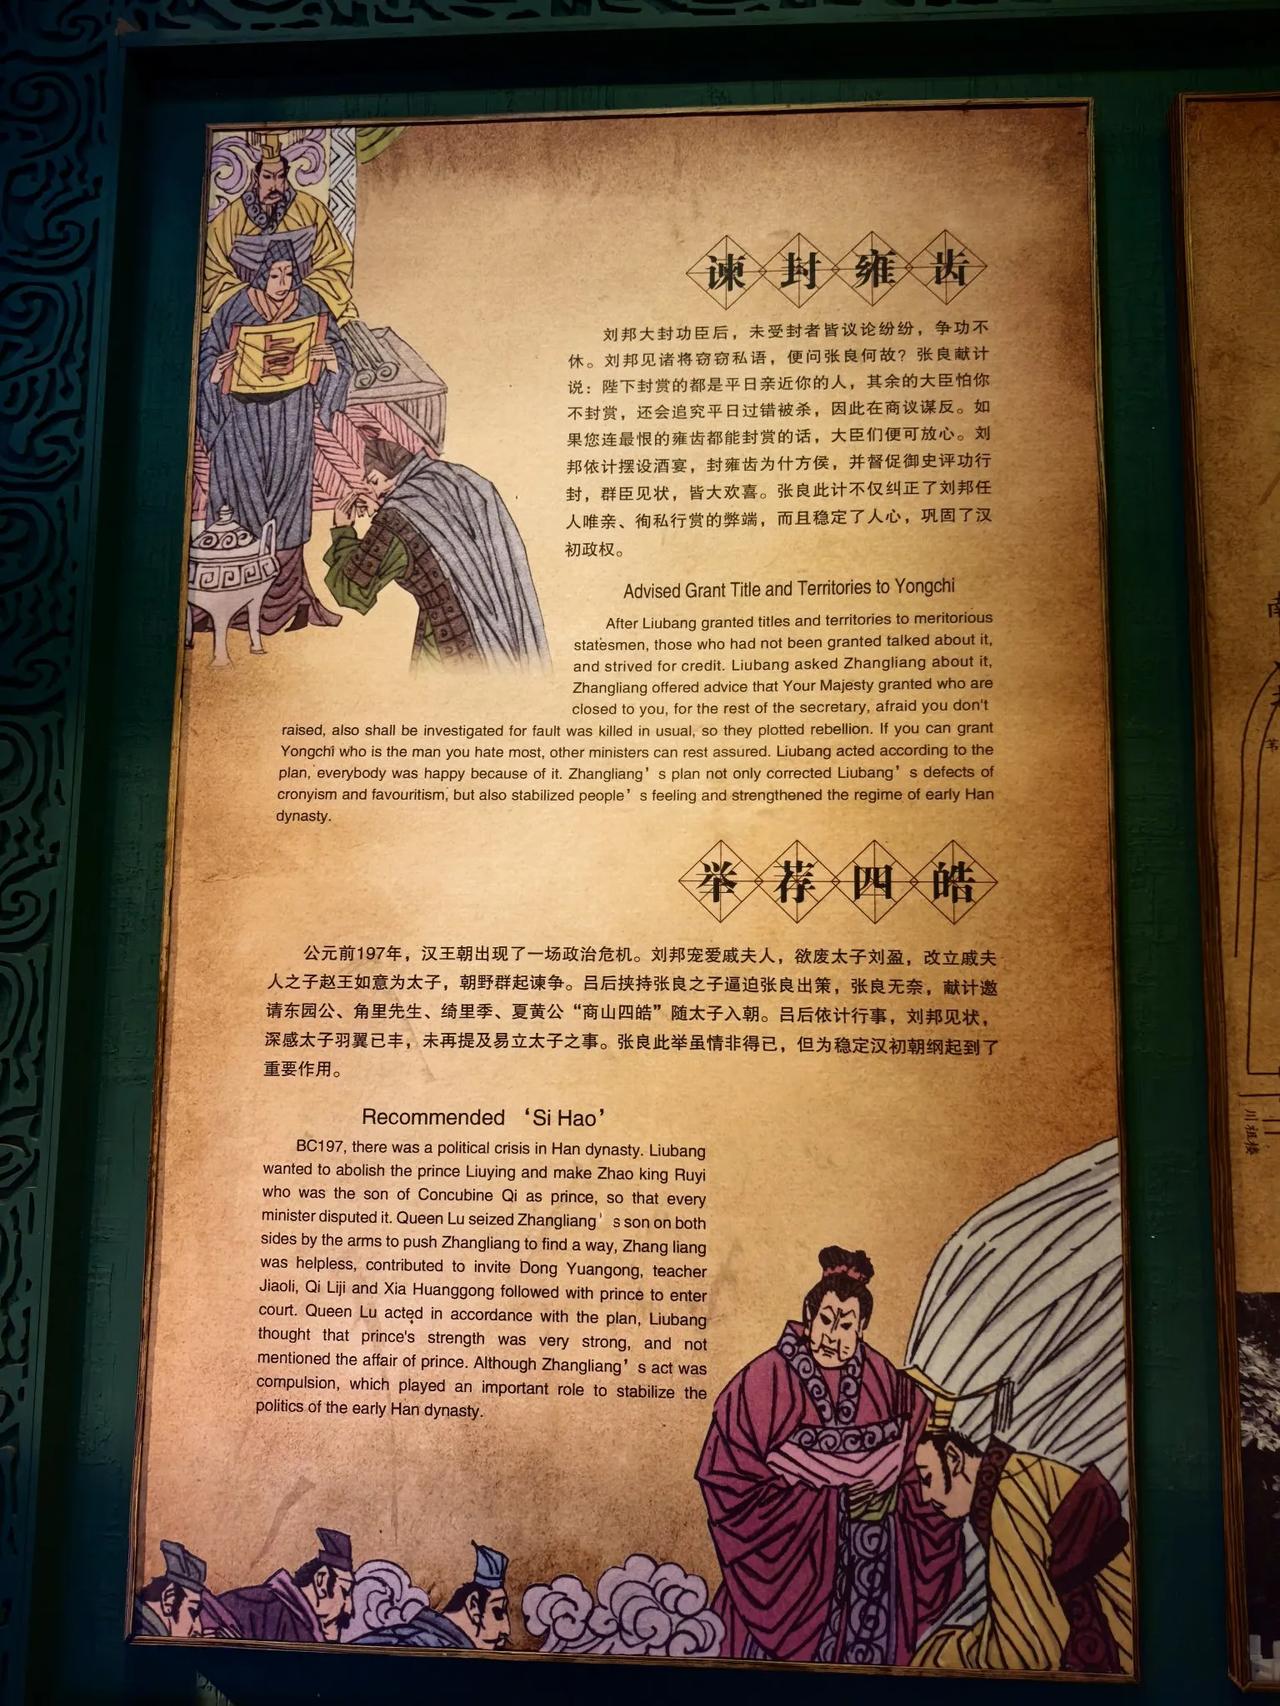 旨
谏封雍齿
刘邦大封功臣后，未受封者皆议论纷纷，争功不
休。刘邦见诸将窃窃私语，便问张良何故？张良献计
说：陛下封赏的都是平日亲近你的人，其余的大臣怕你
不封赏，还会追究平日过错被杀，因此在商议谋反。如
果您连最恨的雍齿都能封赏的话，大臣们便可放心。刘
邦依计摆设酒宴，封雍齿为什方侯，并督促御史评功行
封，群臣见状，皆大欢喜。张良此计不仅纠正了刘邦任
人唯亲、徇私行赏的弊端，而且稳定了人心，巩固了汉
初政权。
Advised Grant Title and Territories to Yongchi
After Liubang granted titles and territories to meritorious
statesmen, those who had not been granted talked about it,
and strived for credit. Liubang asked Zhangliang about it,
Zhangliang offered advice that Your Majesty granted who are
closed to you, for the rest of the secretary, afraid you don't
raised, also shall be investigated for fault was killed in usual, so they plotted rebellion. If you can grant
Yongchi who is the man you hate most, other ministers can rest assured. Liubang acted according to the
plan, everybody was happy because of it. Zhangliang’s plan not only corrected Liubang’s defects of
cronyism and favouritism, but also stabilized people’s feeling and strengthened the regime of early Han
dynasty.
举荐四皓
公元前197年，汉王朝出现了一场政治危机。刘邦宠爱戚夫人，欲废太子刘盈，改立戚夫
人之子赵王如意为太子，朝野群起谏争。吕后挟持张良之子逼迫张良出策，张良无奈，献计邀
请东园公、角里先生、绮里季、夏黄公“商山四皓”随太子入朝。吕后依计行事，刘邦见状，
深感太子羽翼已丰，未再提及易立太子之事。张良此举虽情非得已，但为稳定汉初朝纲起到了
重要作用。
Recommended ‘Si Hao’
BC197, there was a political crisis in Han dynasty. Liubang
wanted to abolish the prince Liuying and make Zhao king Ruyi
who was the son of Concubine Qi as prince, so that every
minister disputed it. Queen Lu seized Zhangliang’s son on both
sides by the arms to push Zhangliang to find a way, Zhang liang
was helpless, contributed to invite Dong Yuangong, teacher
Jiaoli, Qi Liji and Xia Huanggong followed with prince to enter
court. Queen Lu acted in accordance with the plan, Liubang
thought that prince's strength was very strong, and not
mentioned the affair of prince. Although Zhangliang’s act was
compulsion, which played an important role to stabilize the
politics of the early Han dynasty.
川祖楼